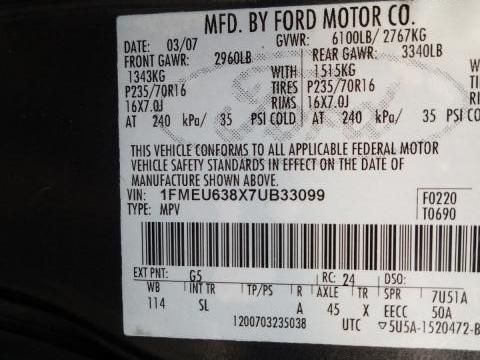 MFD. BY FORD MOTOR CO.
DATE: 03/07 GVWR: 6100LB/ 2767KG
FRONT GAWR: 2960LB REAR GAWR: 3340LB
1343KG WITH 1515KG WITH
P235/70R16 TIRES P235/70R16
16X7.0J RIMS 16X7.0J
AT 240 kPa/ 35 PSI COLD AT 240 kPa/ 35 PSI
THIS VEHICLE CONFORMS TO ALL APPLICABLE FEDERAL MOTOR
VEHICLE SAFETY STANDARDS IN EFFECT ON THE DATE OF
MANUFACTURE SHOWN ABOVE.
VIN: 1FMEU638X7UB33099 F0220
TYPE: MPV T0690
EXT PNT: G5 RC: 24 DSO:
WB INT TR TP/PS R AXLE TR SPR 7U51A
114 SL A 45 X EECC 50A
1200703235038 UTC ▽5U5A-1520472-B